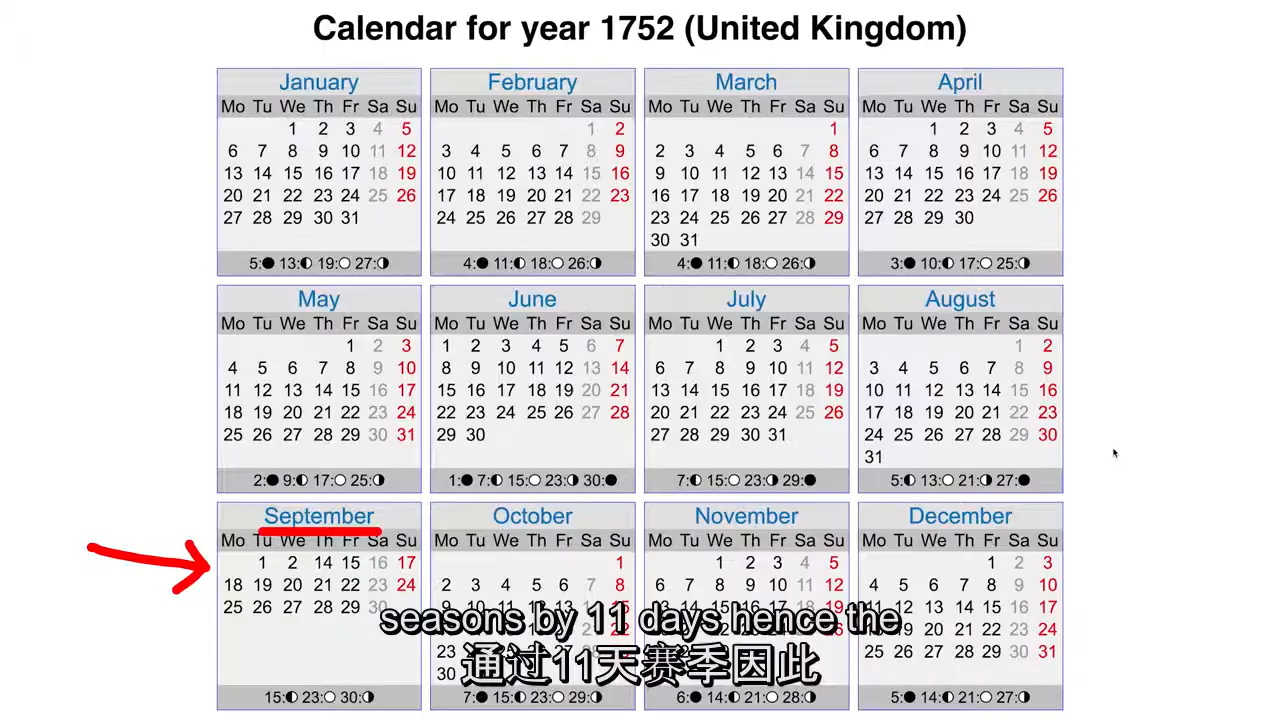 Calendar for year 1752 (United Kingdom)
January February March April
Mo Tu We Th Fr Sa Su Mo Tu We Th Fr Sa Su Mo Tu We Th Fr Sa Su Mo Tu We Th Fr Sa Su
1 2 3 4 5 1 2 1 1 2 3 4 5
6 7 8 9 10 11 12 3 4 5 6 7 8 9 2 3 4 5 6 7 8 6 7 8 9 10 11 12
13 14 15 16 17 18 19 10 11 12 13 14 15 16 9 10 11 12 13 14 15 13 14 15 16 17 18 19
20 21 22 23 24 25 26 17 18 19 20 21 22 23 16 17 18 19 20 21 22 20 21 22 23 24 25 26
27 28 29 30 31 24 25 26 27 28 29 23 24 25 26 27 28 29 27 28 29 30
30 31
5:● 13:◐ 19:○ 27:◑ 4:● 11:◐ 18:○ 26:◑ 4:● 11:◐ 18:○ 26:◑ 3:● 10:◐ 17:○ 25:◑
May June July August
Mo Tu We Th Fr Sa Su Mo Tu We Th Fr Sa Su Mo Tu We Th Fr Sa Su Mo Tu We Th Fr Sa Su
1 2 3 1 2 3 4 5 6 7 1 2 3 4 5 1 2
4 5 6 7 8 9 10 8 9 10 11 12 13 14 6 7 8 9 10 11 12 3 4 5 6 7 8 9
11 12 13 14 15 16 17 15 16 17 18 19 20 21 13 14 15 16 17 18 19 10 11 12 13 14 15 16
18 19 20 21 22 23 24 22 23 24 25 26 27 28 20 21 22 23 24 25 26 17 18 19 20 21 22 23
25 26 27 28 29 30 31 29 30 27 28 29 30 31 24 25 26 27 28 29 30
31
2:● 9:◐ 17:○ 25:◑ 1:● 7:◐ 15:○ 23:◑ 30:● 7:◐ 15:○ 23:◑ 29:● 5:◐ 13:○ 21:◑ 27:●
September October November December
Mo Tu We Th Fr Sa Su Mo Tu We Th Fr Sa Su Mo Tu We Th Fr Sa Su Mo Tu We Th Fr Sa Su
1 2 14 15 16 17 1 1 2 3 4 5 1 2 3
18 19 20 21 22 23 24 2 3 4 5 6 7 8 6 7 8 9 10 11 12 4 5 6 7 8 9 10
25 26 27 28 29 30 9 10 11 12 13 14 15 16 17 18 19 11 12 13 14 15 16 17
seasons by 11 days hence the
22 23 24
通过11天赛季因此
23 29 26 25 26 27 28 29 30 31
30
15:◐ 23:○ 30:◑ 7:● 15:◐ 23:○ 29:◑ 6:● 14:◐ 21:○ 28:◑ 5:● 14:◐ 21:○ 27:◑